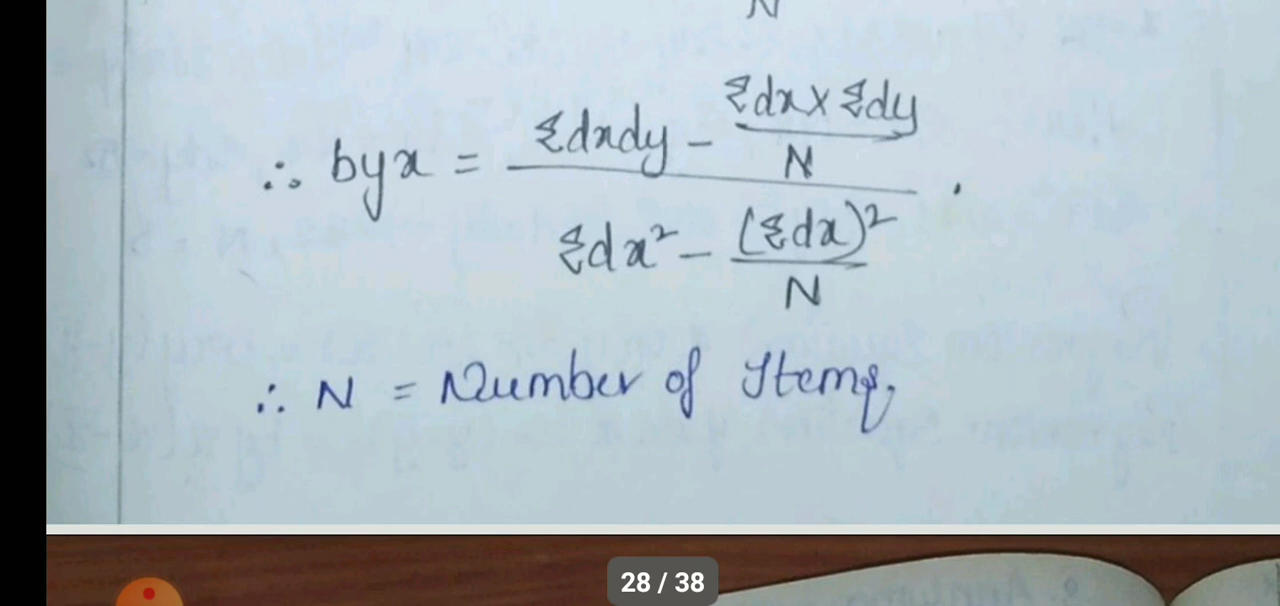 N
∴ byx = (Σdxdy - (Σdx x Σdy)/N) / (Σdx² - (Σdx)²/N) .
∴ N = Number of Items,
28 / 38